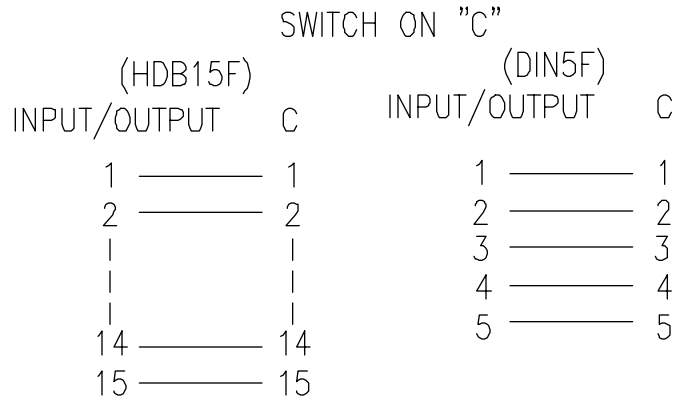 SWITCH ON "C"
(HDB15F)
INPUT/OUTPUT C
1 1
2 2
14 14
15 15
(DIN5F)
INPUT/OUTPUT C
1 1
2 2
3 3
4 4
5 5